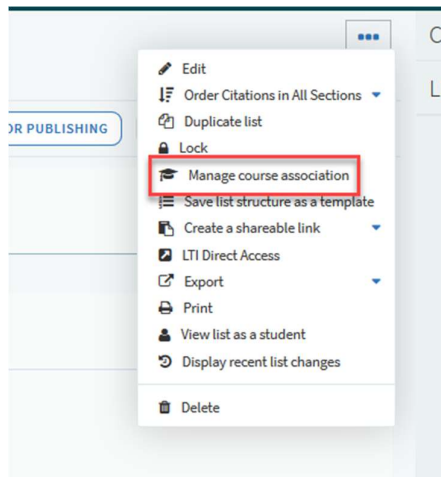 Edit
Order Citations in All Sections
Duplicate list
OR PUBLISHING
Lock
Manage course association
Save list structure as a template
Create a shareable link
LTI Direct Access
Export
Print
View list as a student
Display recent list changes
Delete